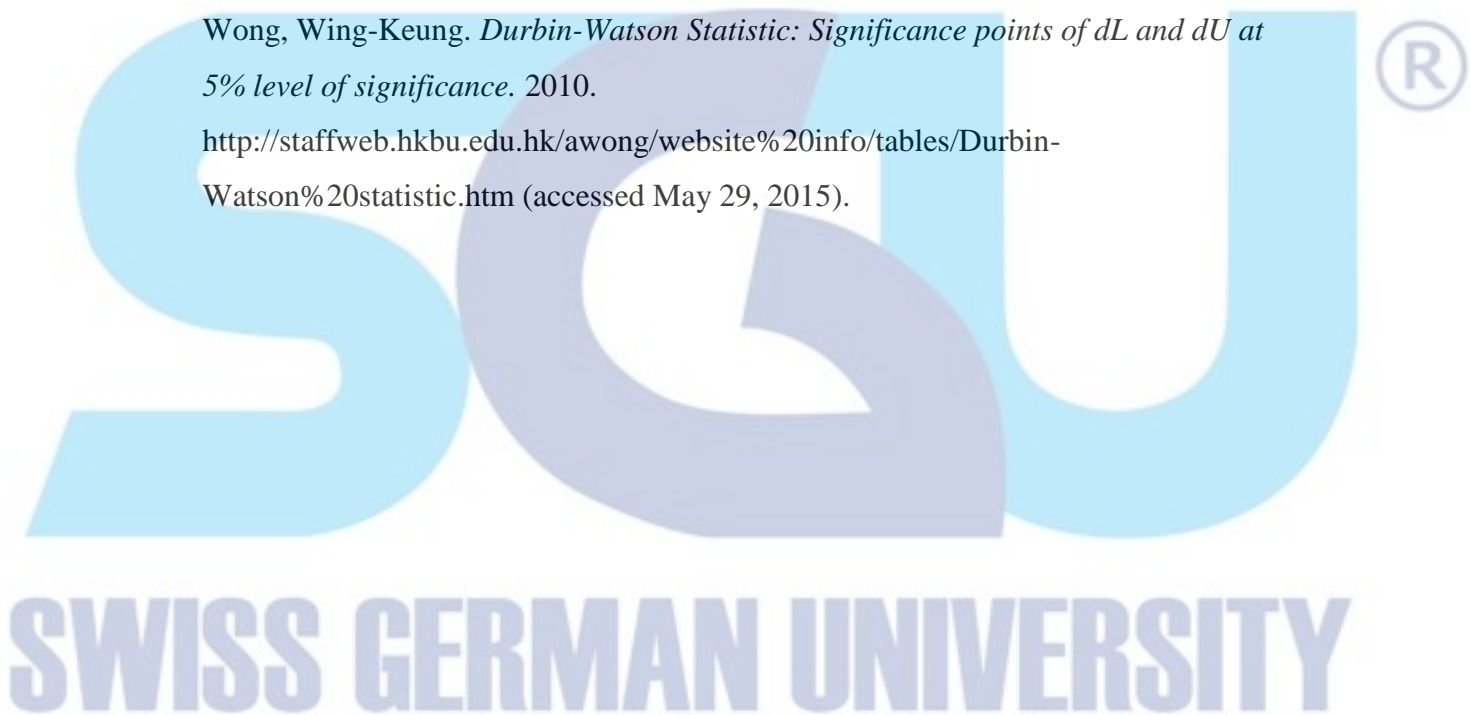 Wong, Wing-Keung. Durbin-Watson Statistic: Significance points of dL and dU at
5% level of significance. 2010.
http://staffweb.hkbu.edu.hk/awong/website%20info/tables/Durbin-
Watson%20statistic.htm (accessed May 29, 2015).
SGU ®
SWISS GERMAN UNIVERSITY